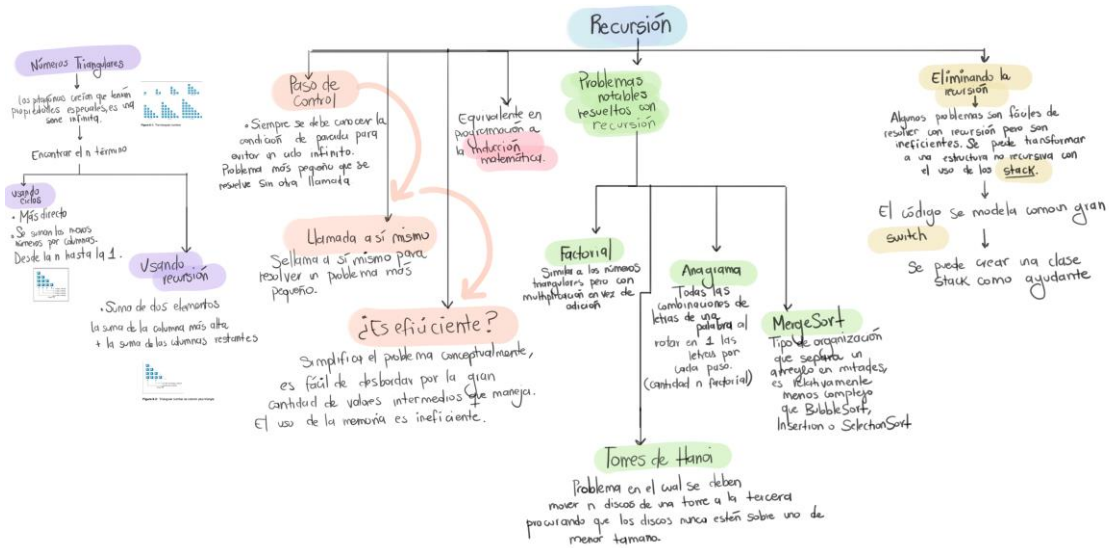 Recursión
Números Triangulares
Los pitagóricos creían que tenían
propiedades especiales, es una
serie infinita.
Encontrar el n término
Usando
ciclos
• Más directo
• Se suman los
números por columnas.
Desde la n hasta la 1.
Usando
recursión
• Suma de dos elementos
la suma de la columna más alta
+ la suma de las columnas restantes
Paso de
Control
• Siempre se debe conocer la
condición de parada para
evitar un ciclo infinito.
Problema más pequeño que se
resuelve sin otra llamada
Llamada a sí mismo
Se llama a sí mismo para
resolver un problema más
pequeño.
¿Es eficiente?
Simplificar el problema conceptualmente,
es fácil de desbordar por la gran
cantidad de valores intermedios que maneja.
El uso de la memoria es ineficiente.
Equivalente en
programación a
la inducción
matemática.
Problemas
notables
resueltos con
recursión
Factorial
Similar a los números
triangulares pero con
multiplicación en vez de
adición
Anagrama
Todas las
combinaciones de
letras de una
palabra al
rotar en 1 las
letras por
cada paso.
(cantidad n factorial)
MergeSort
Tipo de organización
que separa un
arreglo en mitades,
es relativamente
menos complejo
que BubbleSort,
Insertion o SelectionSort
Torres de Hanoi
Problema en el cual se deben
mover n discos de una torre a la tercera
procurando que los discos nunca estén sobre uno de
menor tamaño.
Eliminando la
recursión
Algunos problemas son fáciles de
resolver con recursión pero son
ineficientes. Se puede transformar
a una estructura no recursiva con
el uso de los stack.
El código se modela como un gran
switch
Se puede crear una clase
stack como ayudante